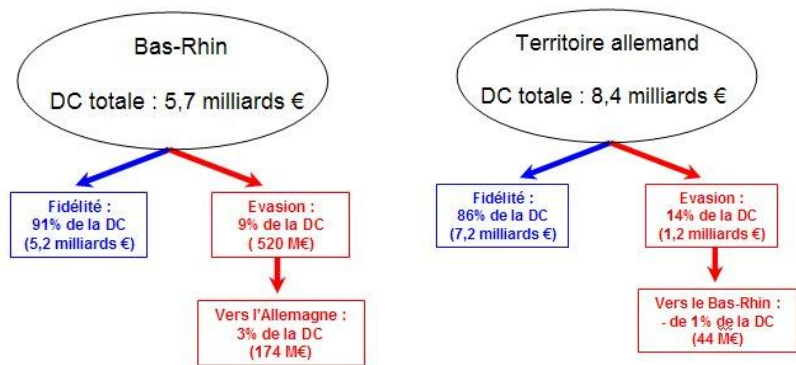 Bas-Rhin
DC totale : 5,7 milliards €
Fidélité :
91% de la DC
(5,2 milliards €)
Evasion :
9% de la DC
( 520 M€)
Vers l'Allemagne :
3% de la DC
(174 M€)
Territoire allemand
DC totale : 8,4 milliards €
Fidélité :
86% de la DC
(7,2 milliards €)
Evasion :
14% de la DC
(1,2 milliards €)
Vers le Bas-Rhin :
- de 1% de la DC
(44 M€)